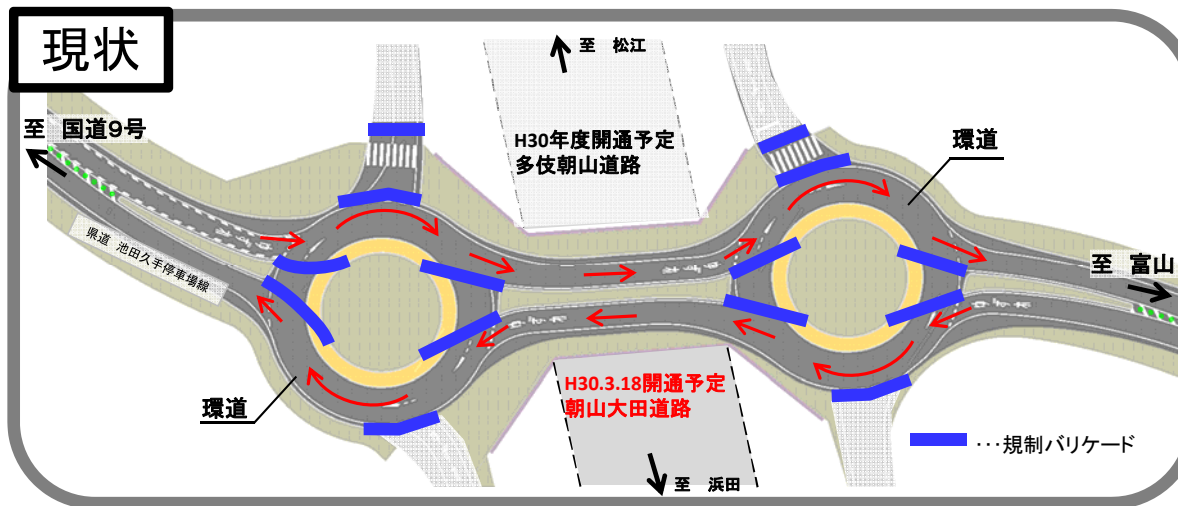 現状
至 松江
至 国道9号
H30年度開通予定
多伎朝山道路
環道
県道 池田久手停車場線
至 富山
H30.3.18開通予定
朝山大田道路
環道
･･･規制バリケード
至 浜田